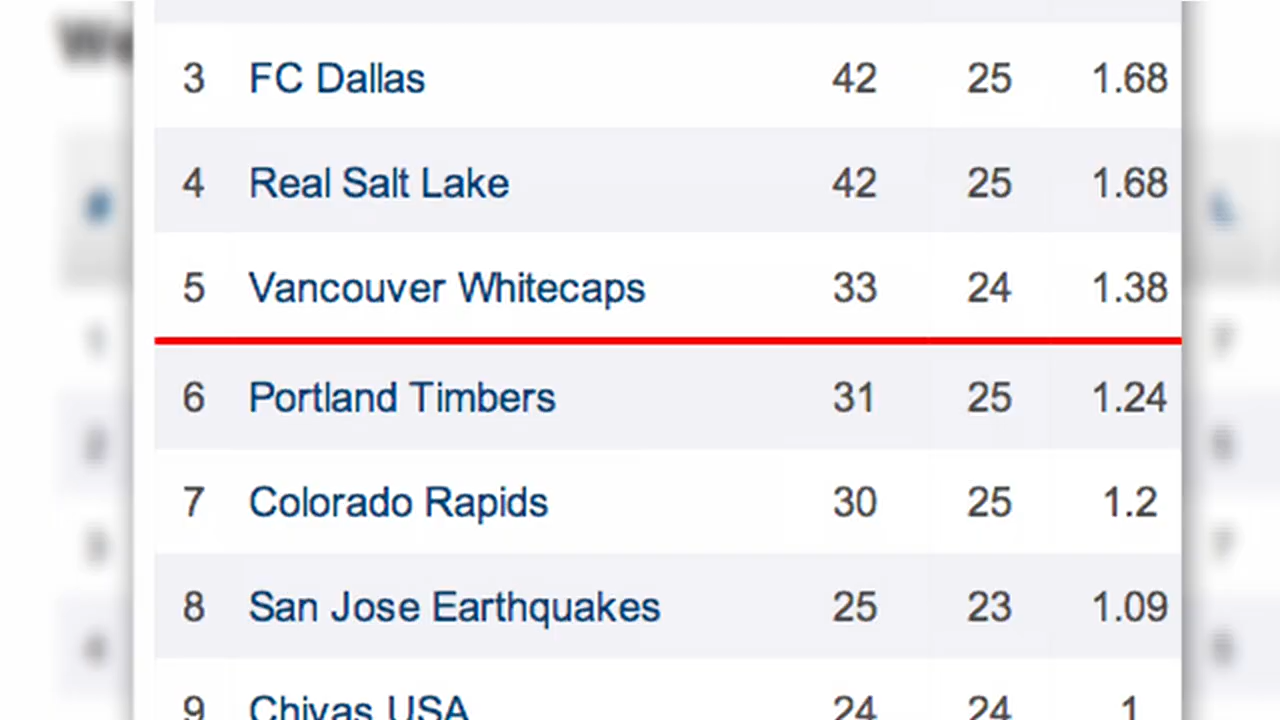 3 FC Dallas 42 25 1.68
4 Real Salt Lake 42 25 1.68
5 Vancouver Whitecaps 33 24 1.38
6 Portland Timbers 31 25 1.24
7 Colorado Rapids 30 25 1.2
8 San Jose Earthquakes 25 23 1.09
9 Chivas USA 24 24 1